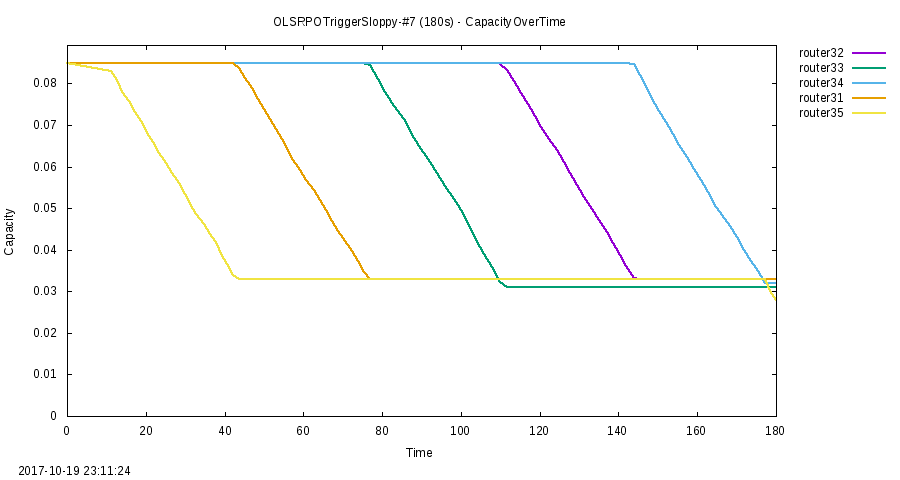 OLSRPOTriggerSloppy-#7 (180s) - CapacityOverTime
router32
router33
router34
router31
router35
0.08
0.07
0.06
0.05
0.04
0.03
0.02
0.01
0
Capacity
0 20 40 60 80 100 120 140 160 180
Time
2017-10-19 23:11:24